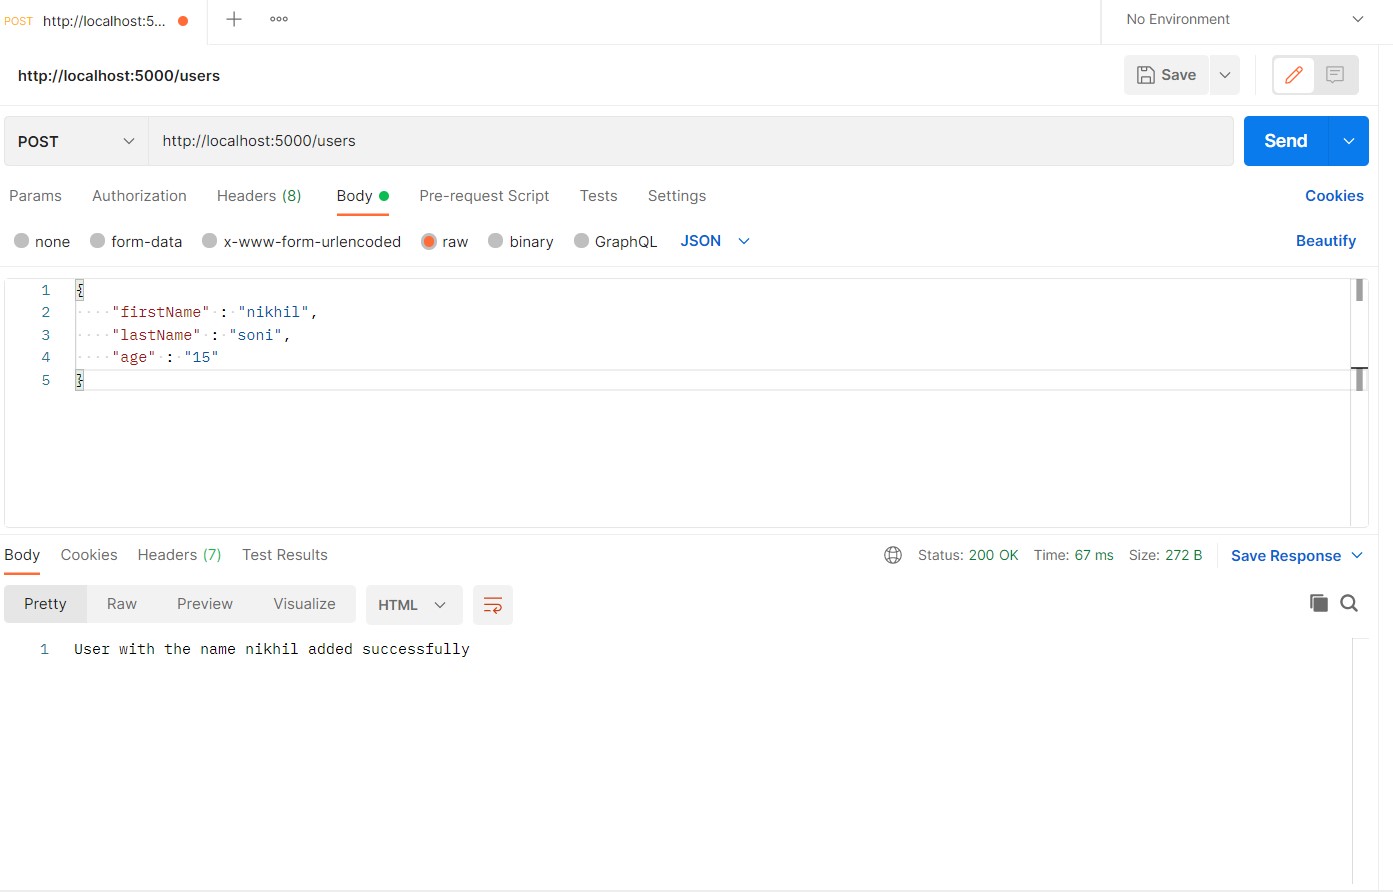 POST http://localhost:5...
No Environment
http://localhost:5000/users
Save
POST http://localhost:5000/users Send
Params Authorization Headers (8) Body Pre-request Script Tests Settings Cookies
none form-data x-www-form-urlencoded raw binary GraphQL JSON Beautify
1 {
2 "firstName" : "nikhil",
3 "lastName" : "soni",
4 "age" : "15"
5 }
Body Cookies Headers (7) Test Results Status: 200 OK Time: 67 ms Size: 272 B Save Response
Pretty Raw Preview Visualize HTML
1 User with the name nikhil added successfully